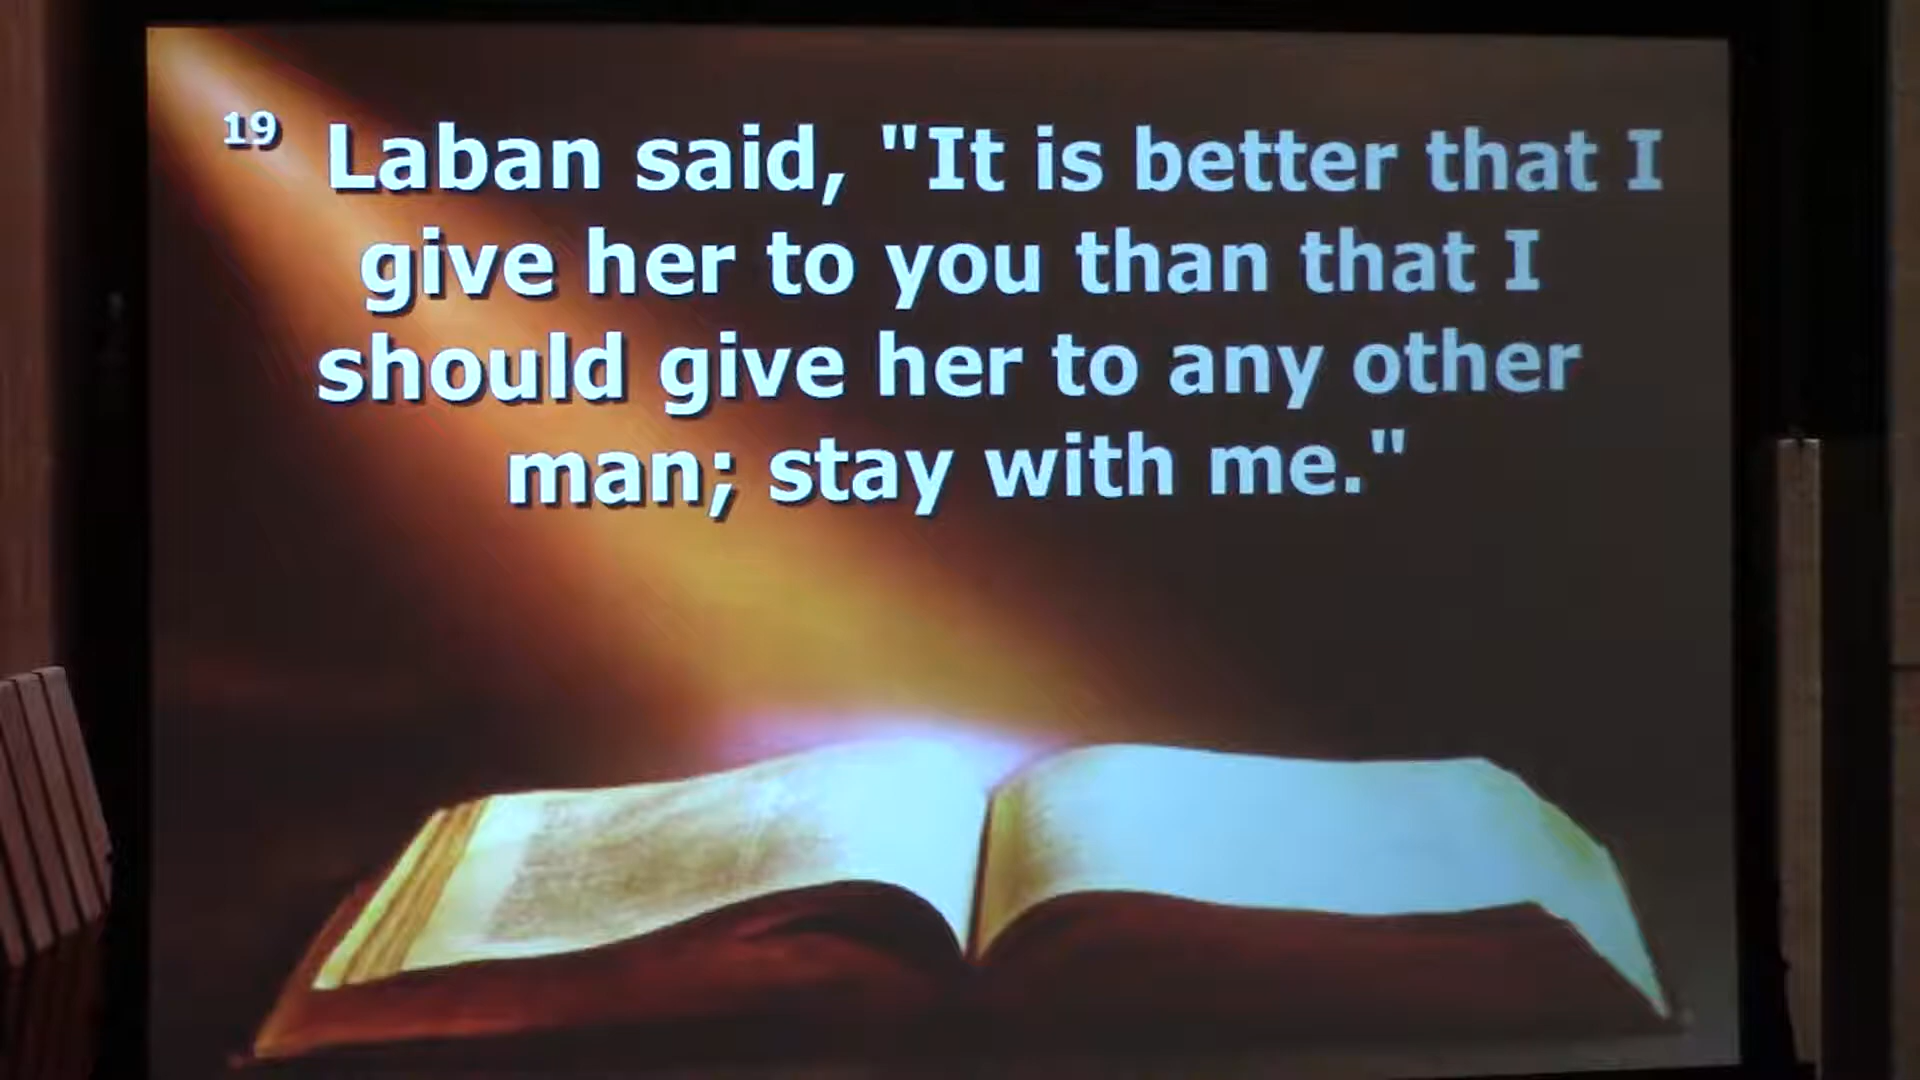 19 Laban said, "It is better that I
give her to you than that I
should give her to any other
man; stay with me."